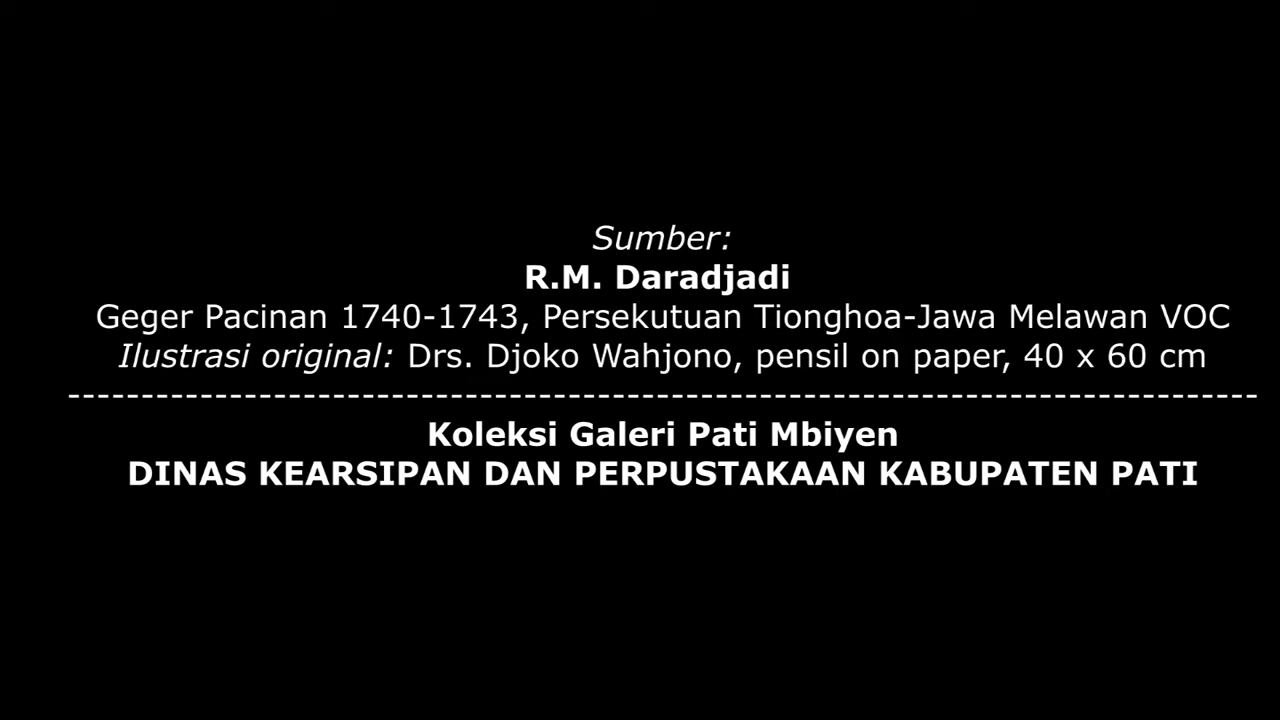 Sumber:
R.M. Daradjadi
Geger Pacinan 1740-1743, Persekutuan Tionghoa-Jawa Melawan VOC
Ilustrasi original: Drs. Djoko Wahjono, pensil on paper, 40 x 60 cm
----------------------------------------------------------------------------------
Koleksi Galeri Pati Mbiyen
DINAS KEARSIPAN DAN PERPUSTAKAAN KABUPATEN PATI